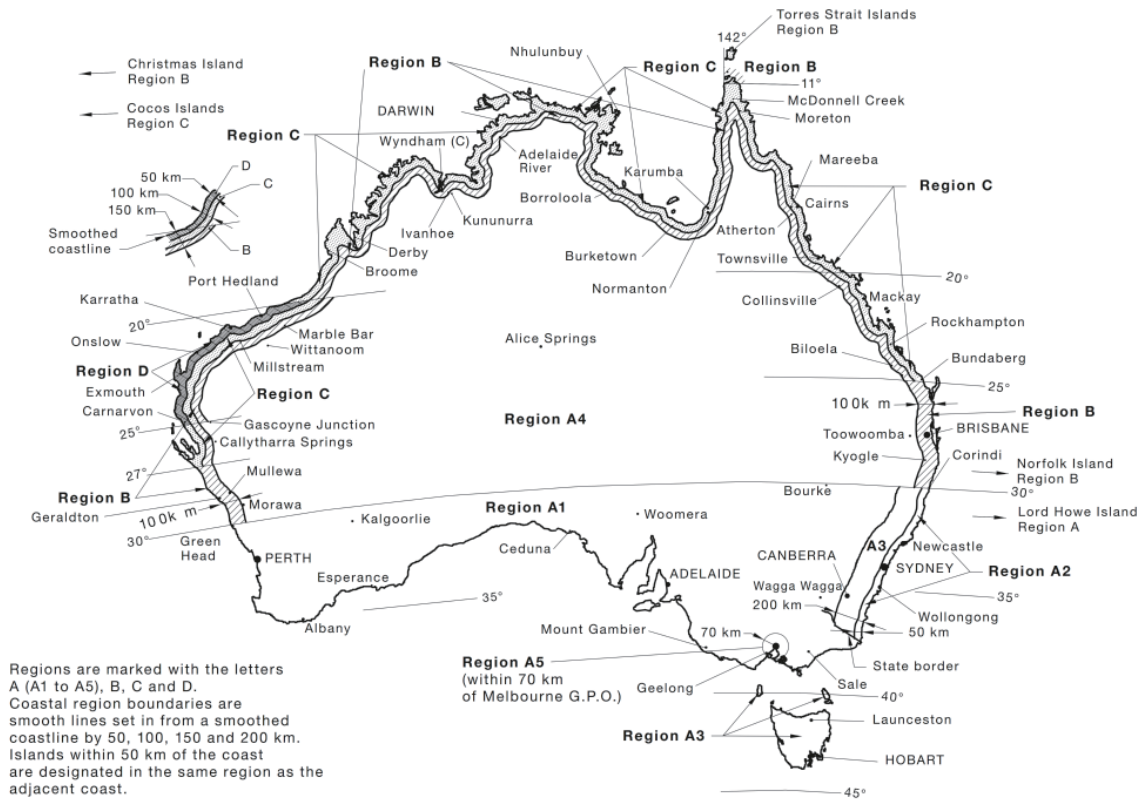 Torres Strait Islands
Region B
142°
Nhulunbuy
Christmas Island
Region B
Region B
Region C
Region B
11°
McDonnell Creek
Moreton
Cocos Islands
Region C
DARWIN
Region C
Wyndham (C)
Adelaide
River
Mareeba
D
50 km
C
100 km
150 km
Karumba
Region C
Borroloola
Cairns
Smoothed
coastline
B
Ivanhoe
Kununurra
Atherton
Derby
Burketown
Townsville
Port Hedland
Broome
20°
Normanton
Collinsville
Mackay
Karratha
20°
Marble Bar
Alice Springs
Rockhampton
Onslow
Wittanoom
Biloela
Bundaberg
Millstream
Region D
Exmouth
Region C
25°
100k m
Region B
Carnarvon
Gascoyne Junction
Region A4
25°
Callytharra Springs
Toowoomba
BRISBANE
Kyogle
Corindi
27°
Mullewa
Norfolk Island
Region B
Region B
Bourke
30°
Geraldton
Morawa
100k m
Region A1
Lord Howe Island
Region A
30°
Green
Head
Kalgoorlie
Woomera
Ceduna
A3
Newcastle
PERTH
CANBERRA
SYDNEY
Region A2
Esperance
ADELAIDE
Wagga Wagga
35°
35°
200 km
Wollongong
Albany
Mount Gambier
70 km
50 km
Region A5
(within 70 km
of Melbourne G.P.O.)
State border
Geelong
Sale
40°
Launceston
Region A3
HOBART
45°
Regions are marked with the letters
A (A1 to A5), B, C and D.
Coastal region boundaries are
smooth lines set in from a smoothed
coastline by 50, 100, 150 and 200 km.
Islands within 50 km of the coast
are designated in the same region as the
adjacent coast.